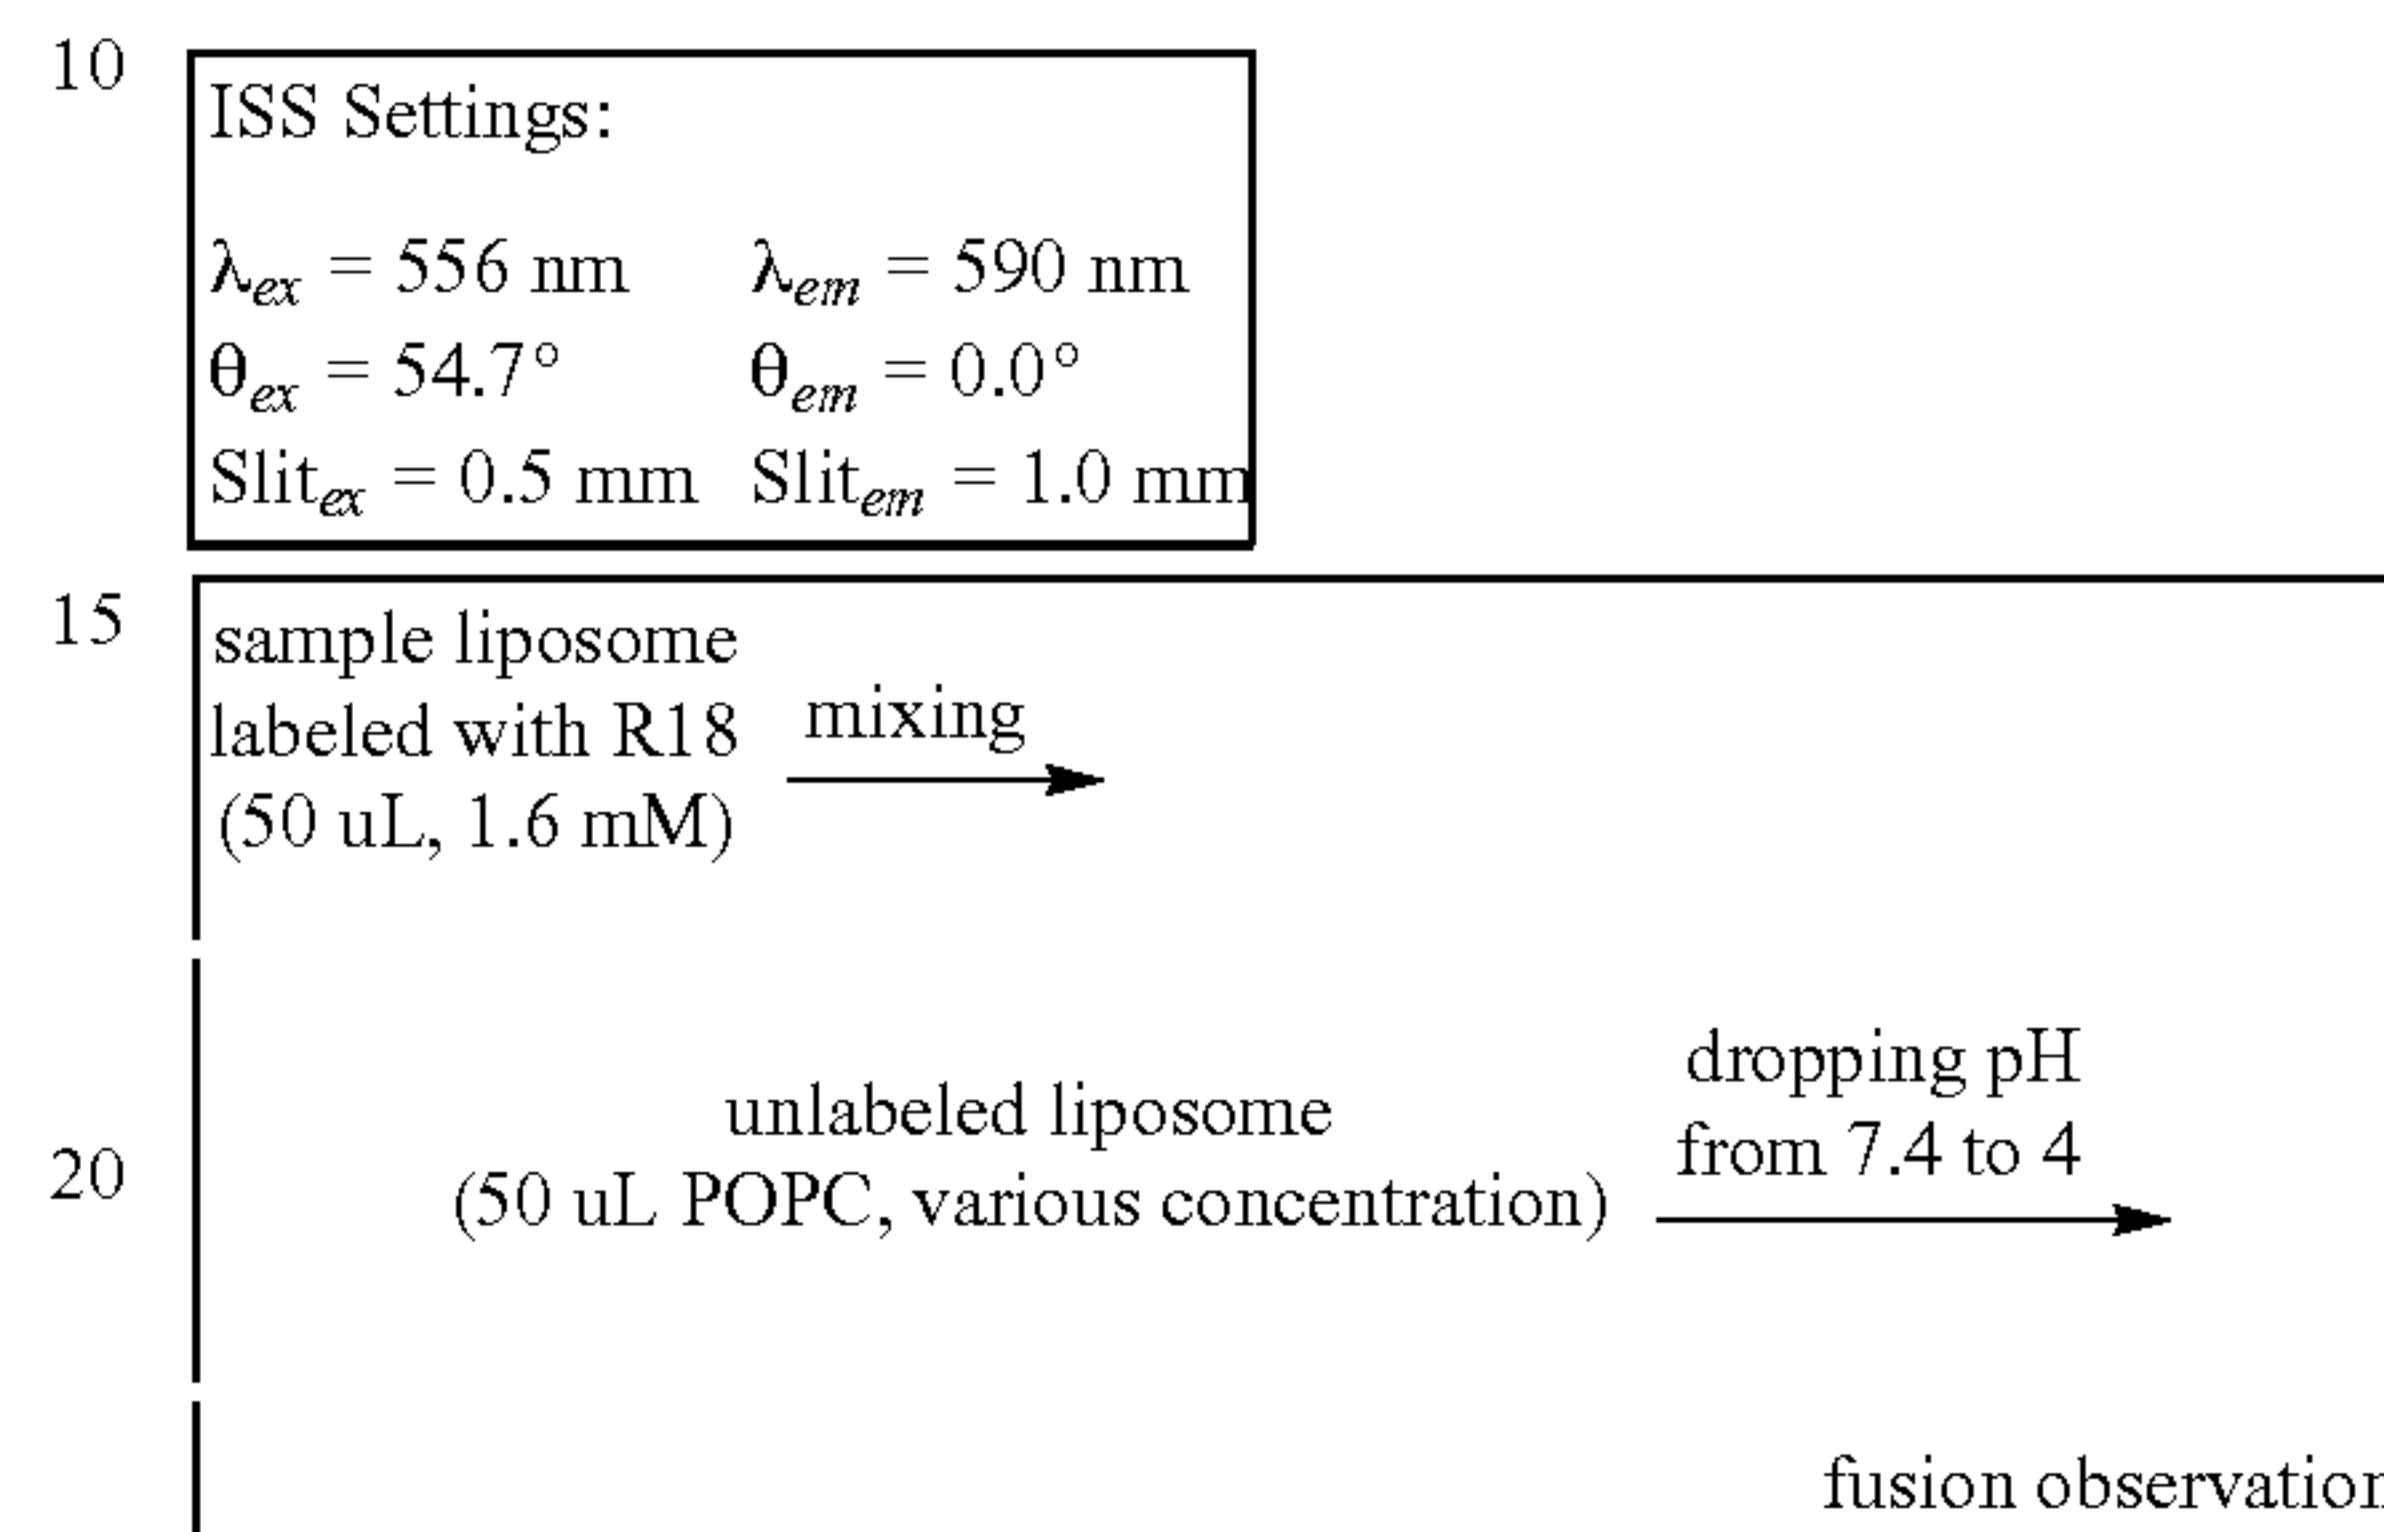 10
ISS Settings:
λex = 556 nm λem = 590 nm
θex = 54.7° θem = 0.0°
Slitex = 0.5 mm Slitem = 1.0 mm
15
sample liposome
labeled with R18
(50 uL, 1.6 mM)
mixing
dropping pH
from 7.4 to 4
unlabeled liposome
20
(50 uL POPC, various concentration)
fusion observation